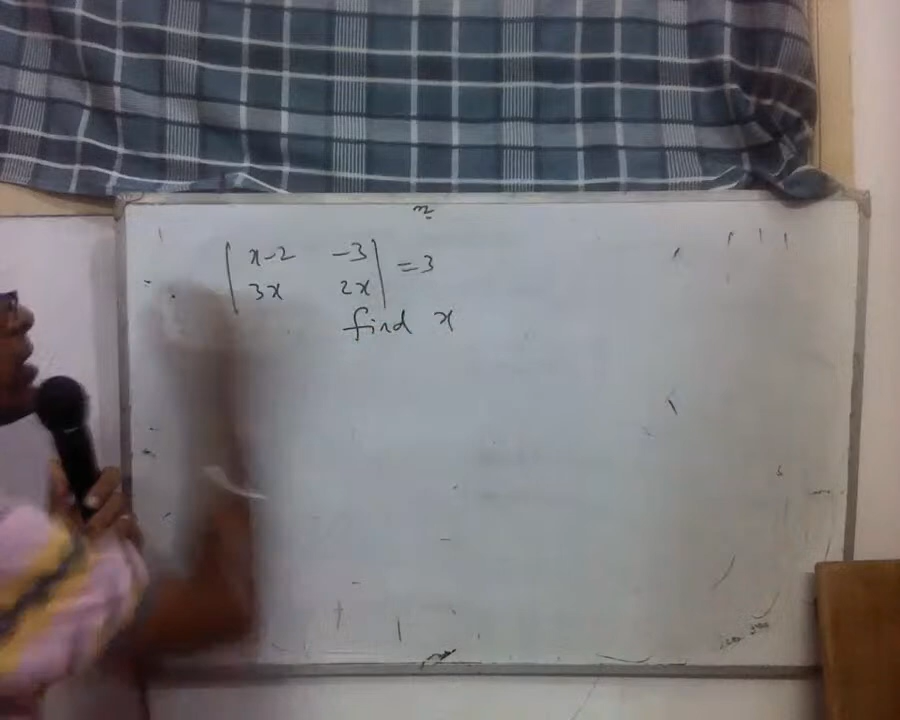 | x-2 -3 | = 3
| 3x 2x |
find x